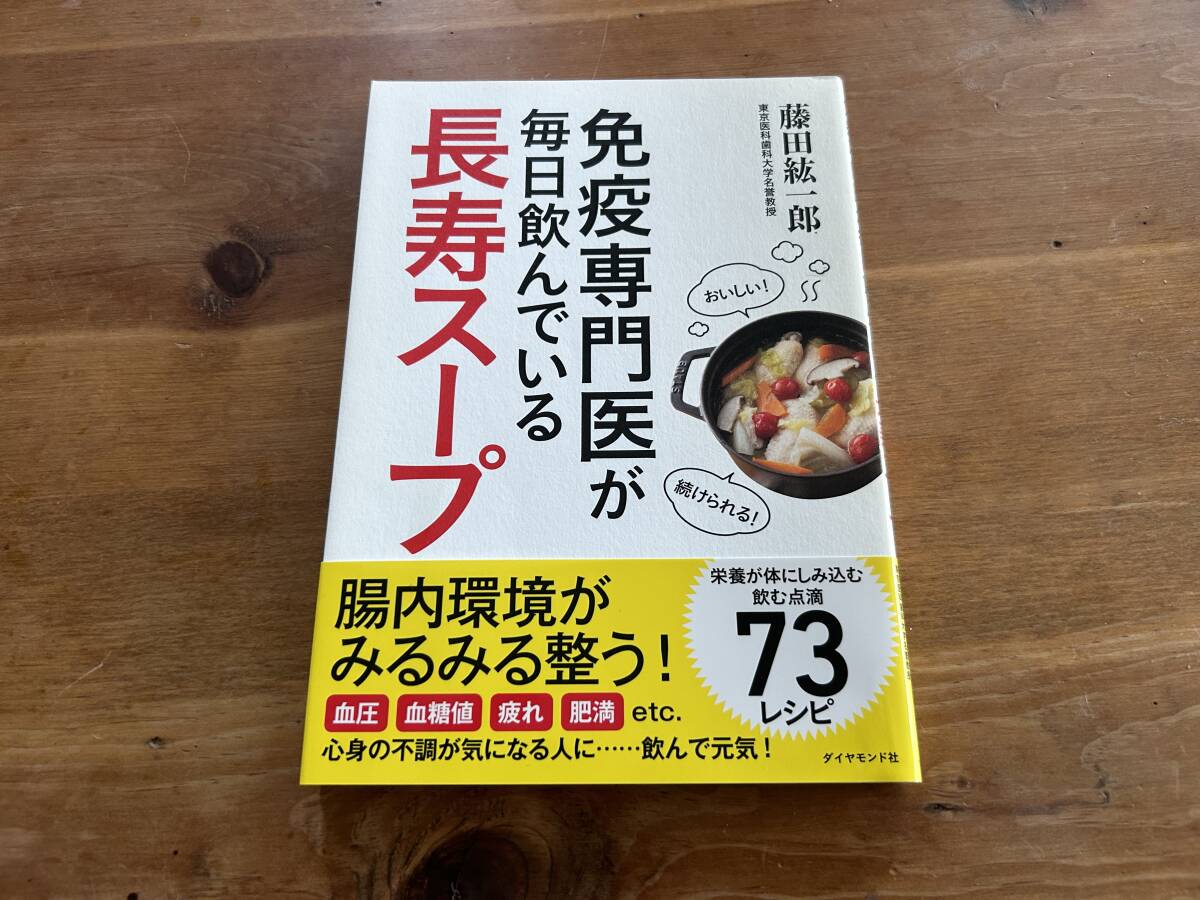 藤田紘一郎
東京医科歯科大学名誉教授
免疫専門医が
毎日飲んでいる
長寿スープ
おいしい!
続けられる!
腸内環境が
みるみる整う!
血圧 血糖値 疲れ 肥満 etc.
心身の不調が気になる人に……飲んで元気!
栄養が体にしみ込む
飲む点滴
73
レシピ
ダイヤモンド社